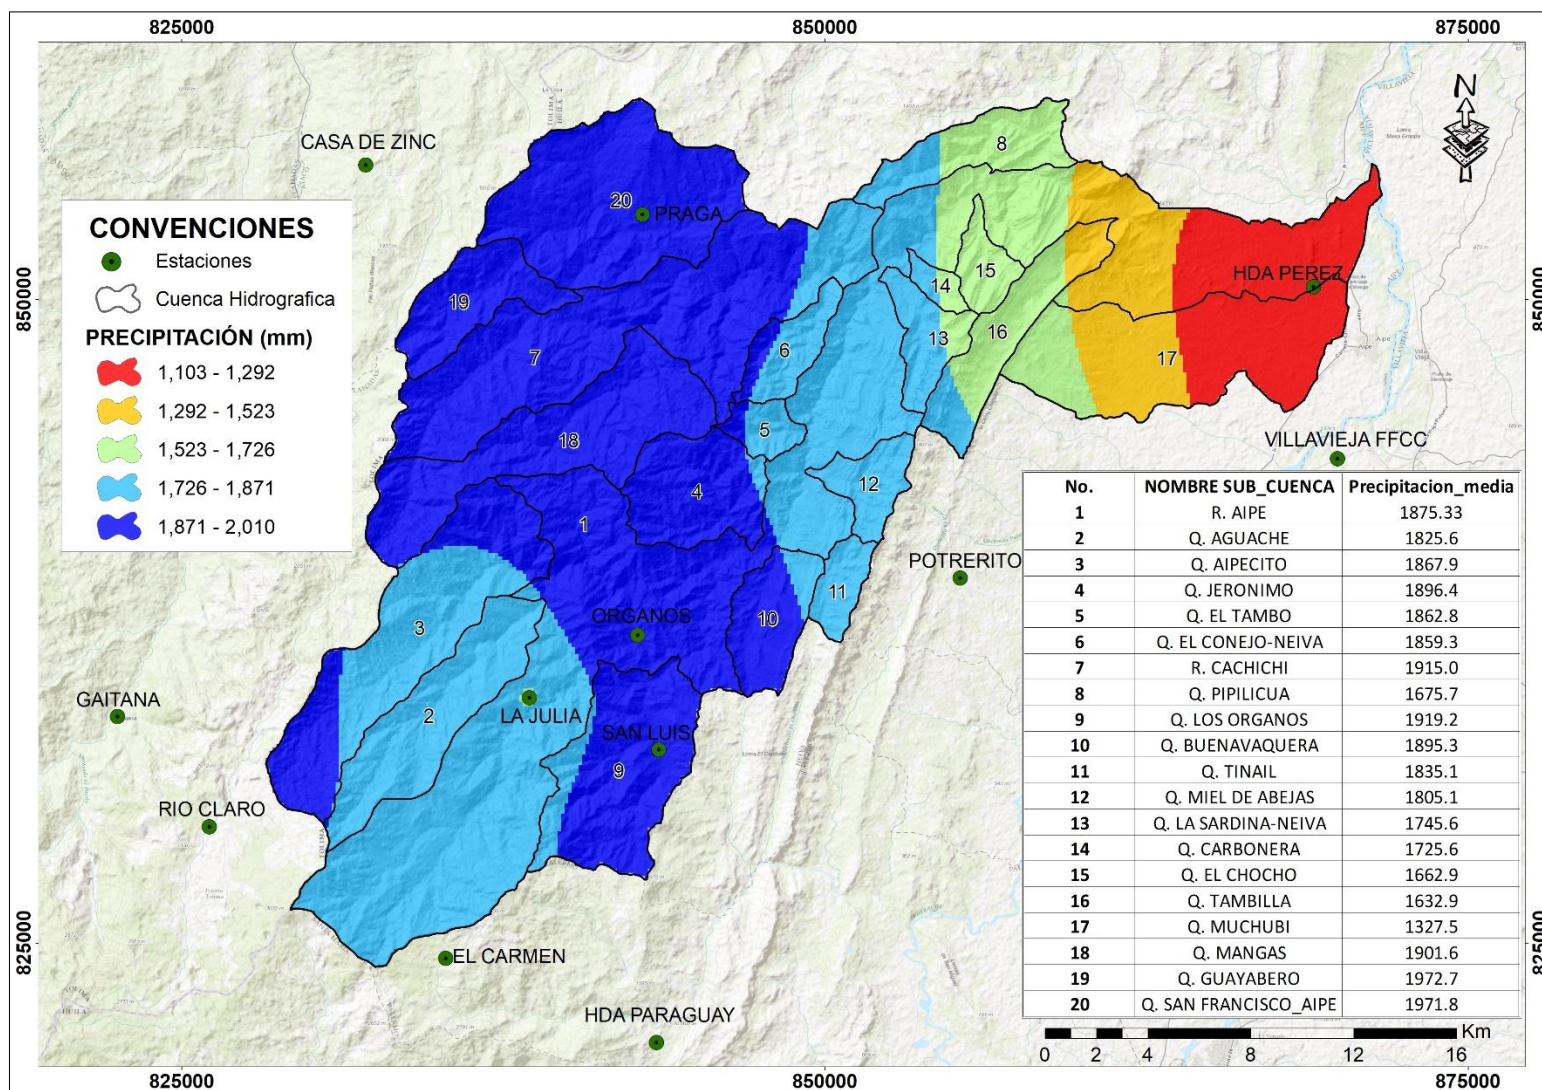 825000 850000 875000
N
CASA DE ZINC
8
20 PRAGA
CONVENCIONES
Estaciones
Cuenca Hidrografica
PRECIPITACIÓN (mm)
1,103 - 1,292
1,292 - 1,523
1,523 - 1,726
1,726 - 1,871
1,871 - 2,010
850000
19
15
14
HDA PEREZ
850000
16
13
7
6
17
5
18
VILLAVIEJA FFCC
12
4
1
POTRERITO
11
10
ORGANOS
3
GAITANA
2
LA JULIA
SAN LUIS
9
RIO CLARO
EL CARMEN
HDA PARAGUAY
825000
No. NOMBRE SUB_CUENCA Precipitacion_media
1 R. AIPE 1875.33
2 Q. AGUACHE 1825.6
3 Q. AIPECITO 1867.9
4 Q. JERONIMO 1896.4
5 Q. EL TAMBO 1862.8
6 Q. EL CONEJO-NEIVA 1859.3
7 R. CACHICHI 1915.0
8 Q. PIPILICUA 1675.7
9 Q. LOS ORGANOS 1919.2
10 Q. BUENAVAQUERA 1895.3
11 Q. TINAIL 1835.1
12 Q. MIEL DE ABEJAS 1805.1
13 Q. LA SARDINA-NEIVA 1745.6
14 Q. CARBONERA 1725.6
15 Q. EL CHOCHO 1662.9
16 Q. TAMBILLA 1632.9
17 Q. MUCHUBI 1327.5
18 Q. MANGAS 1901.6
19 Q. GUAYABERO 1972.7
20 Q. SAN FRANCISCO_AIPE 1971.8
825000
Km
0 2 4 8 12 16
825000 850000 875000